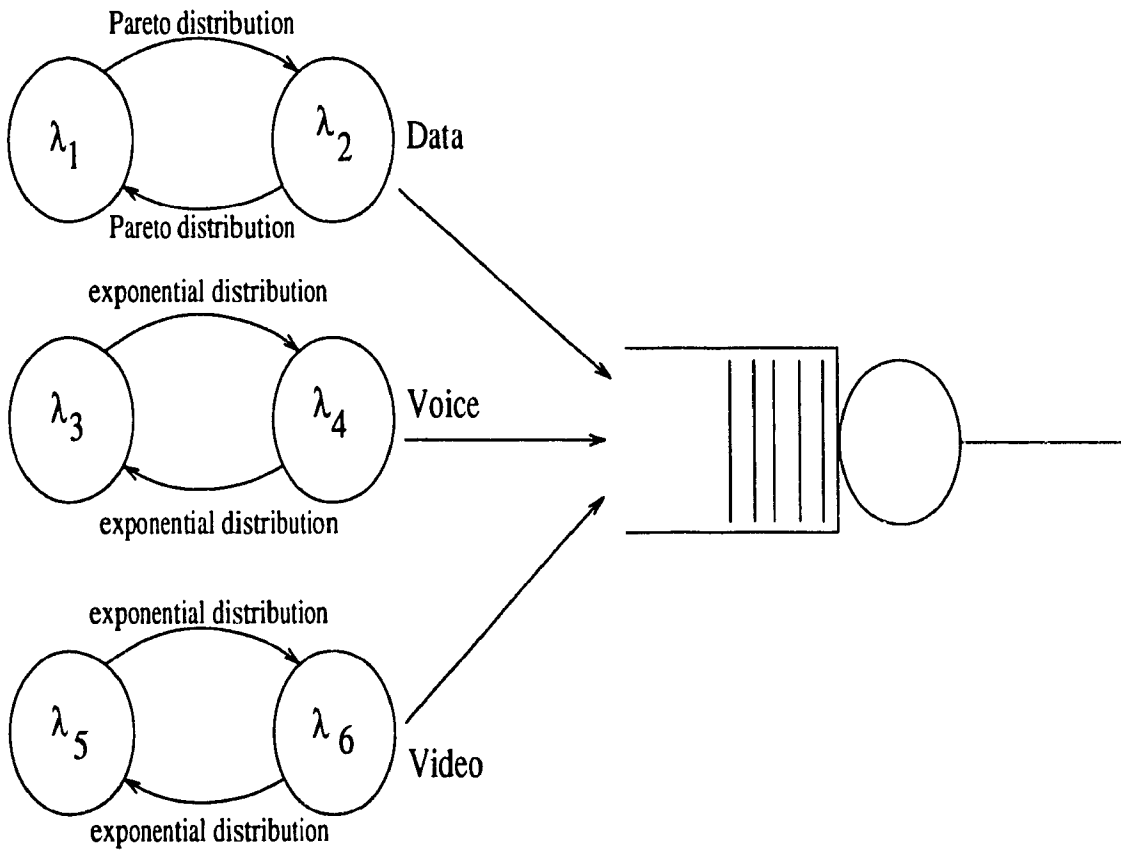 Pareto distribution
λ1
λ2
Data
Pareto distribution
exponential distribution
λ3
λ4
Voice
exponential distribution
exponential distribution
λ5
λ6
Video
exponential distribution